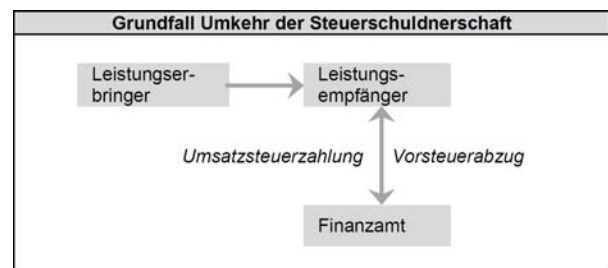 Grundfall Umkehr der Steuerschuldnerschaft
Leistungser-
bringer
Leistungs-
empfänger
Umsatzsteuerzahlung
Vorsteuerabzug
Finanzamt